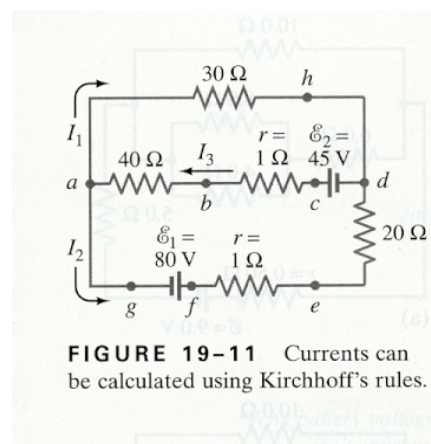 30 Ω
h
I₁
40 Ω
I₃
r =
1 Ω
ℰ₂ =
45 V
a
b
c
d
20 Ω
I₂
ℰ₁ =
80 V
r =
1 Ω
g
f
e
FIGURE 19–11 Currents can
be calculated using Kirchhoff's rules.